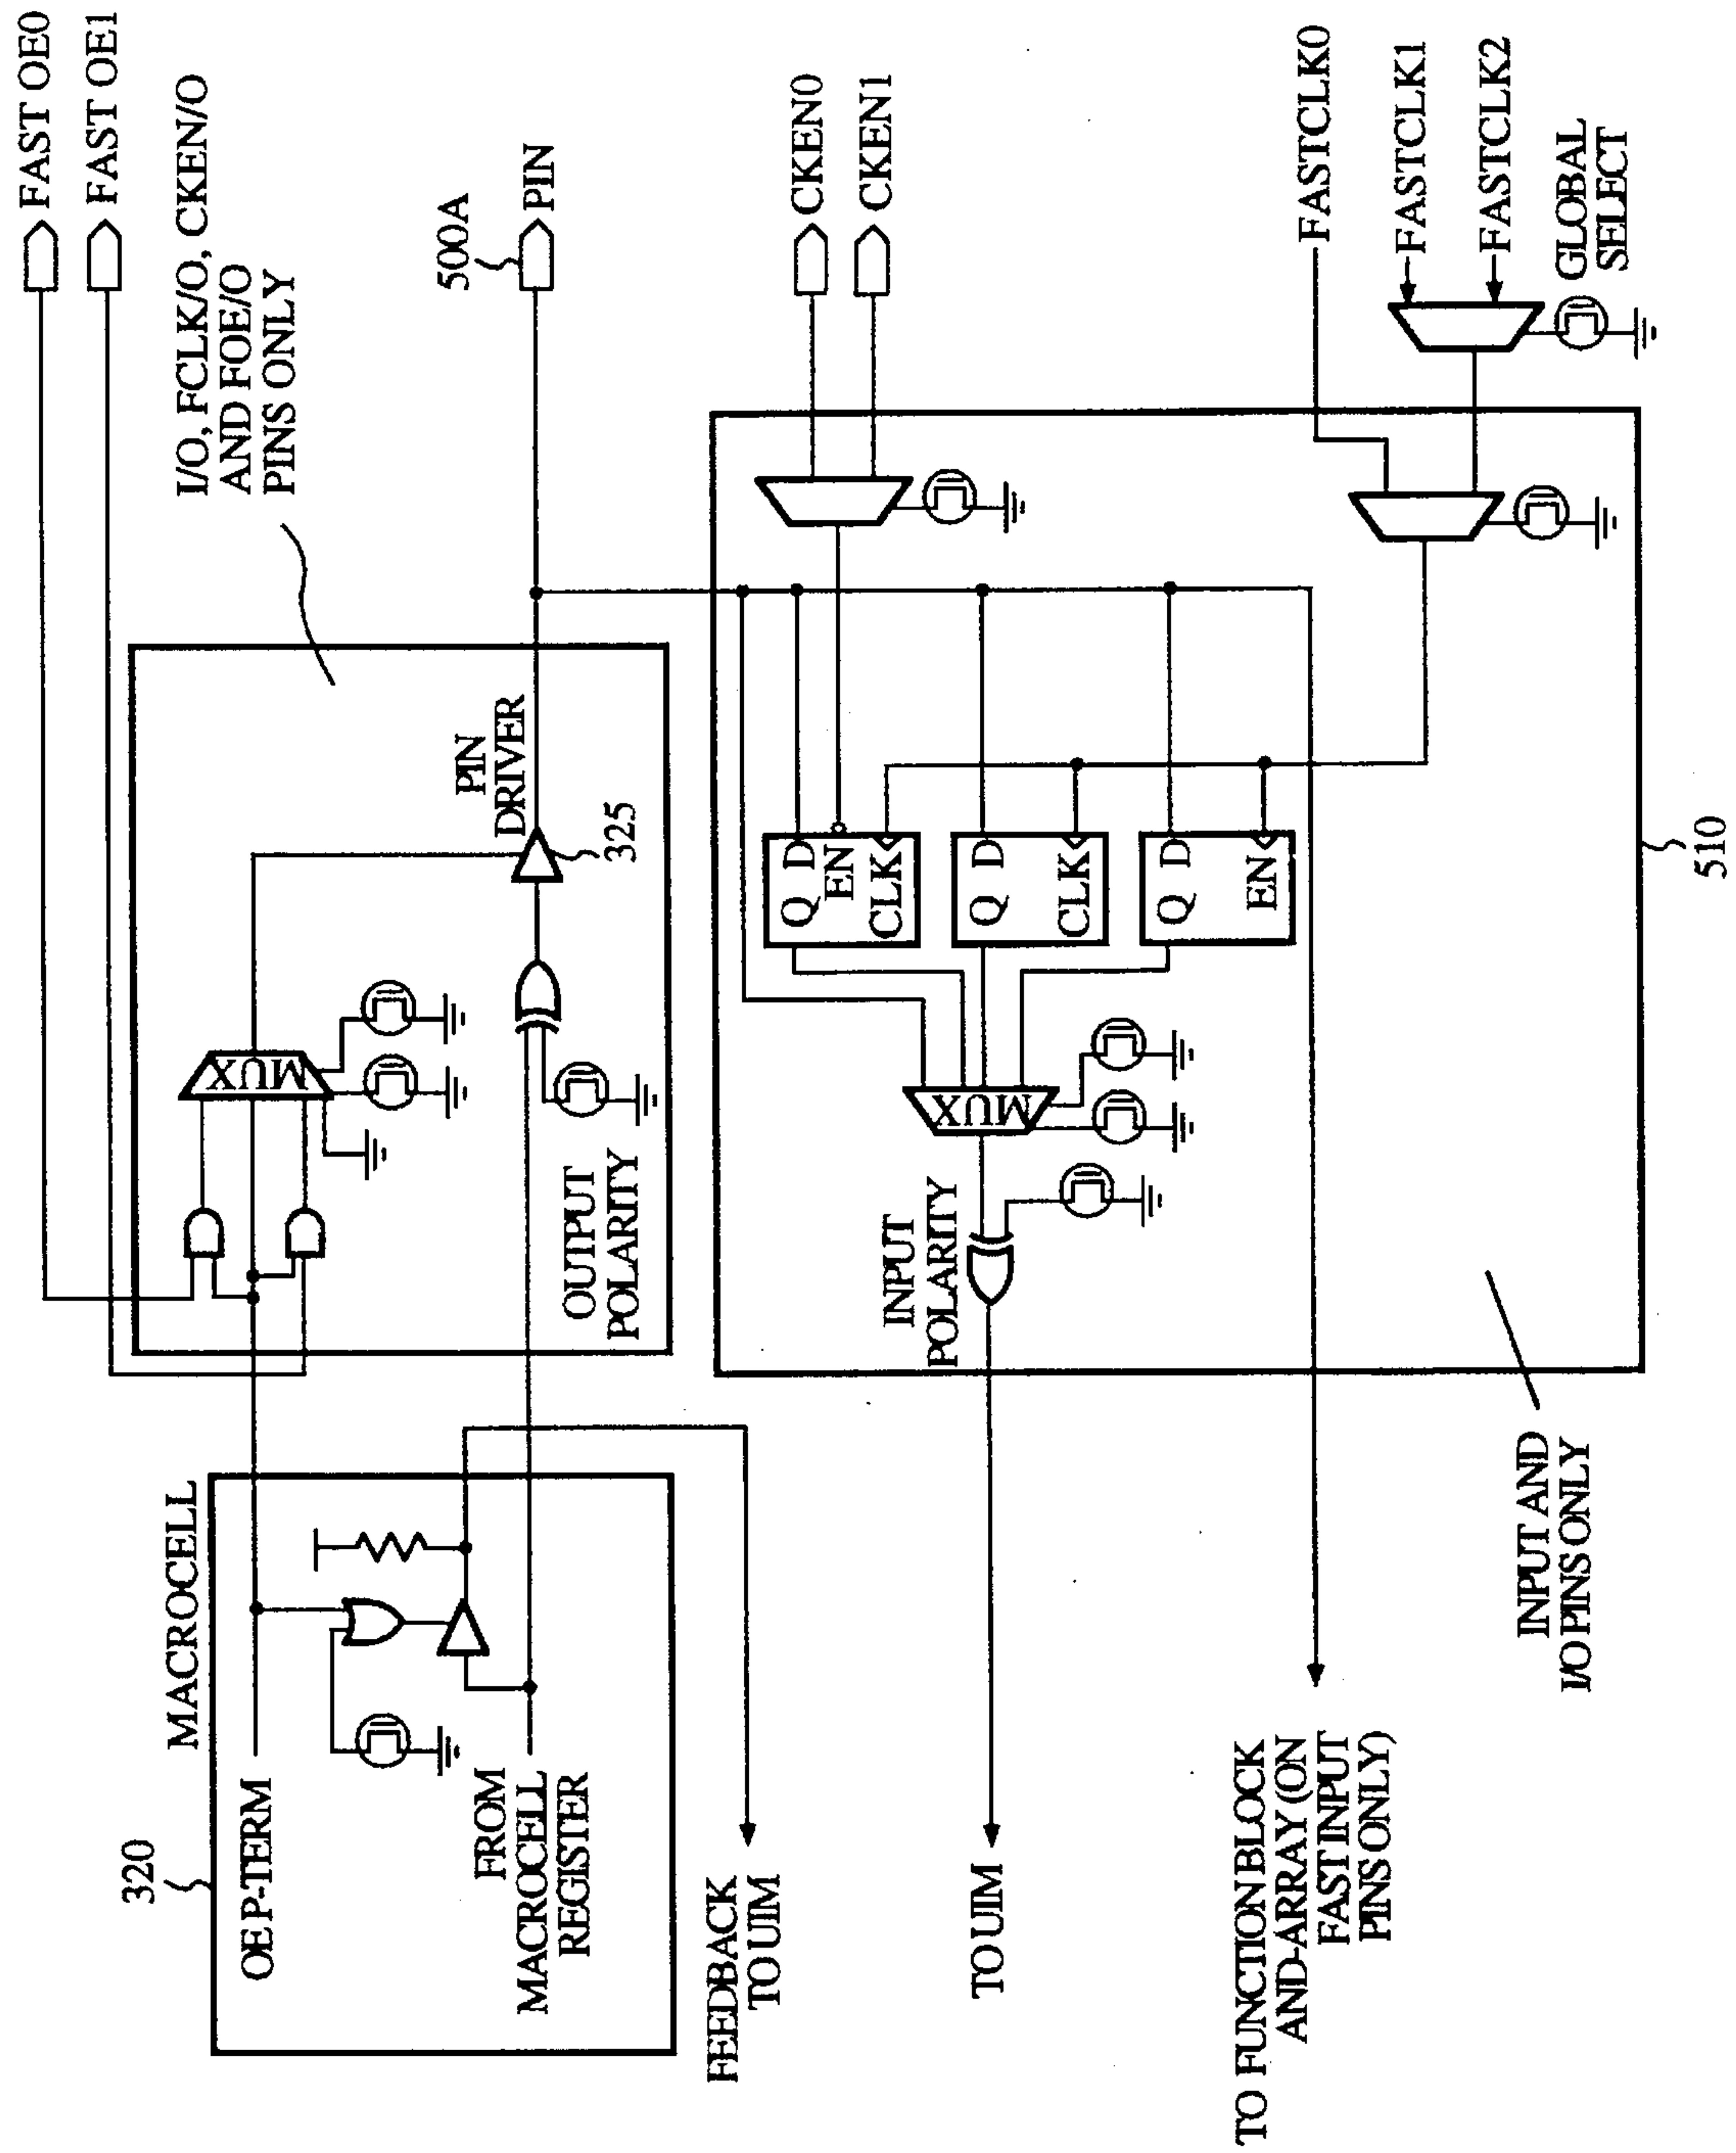 FAST OE0
FAST OE1
I/O, FCLK/O, CKEN/O,
AND FOE/O
PINS ONLY
500A
PIN
PIN
DRIVER
325
MUX
OUTPUT
POLARITY
MACROCELL
320
OE P-TERM
FROM
MACROCELL
REGISTER
FEEDBACK
TO UIM
CKEN0
CKEN1
FASTCLK0
FASTCLK1
FASTCLK2
GLOBAL
SELECT
Q D
EN
CLK
Q D
CLK
Q D
EN
MUX
INPUT
POLARITY
TO UIM
510
INPUT AND
I/O PINS ONLY
TO FUNCTION BLOCK
AND-ARRAY (ON
FAST INPUT
PINS ONLY)